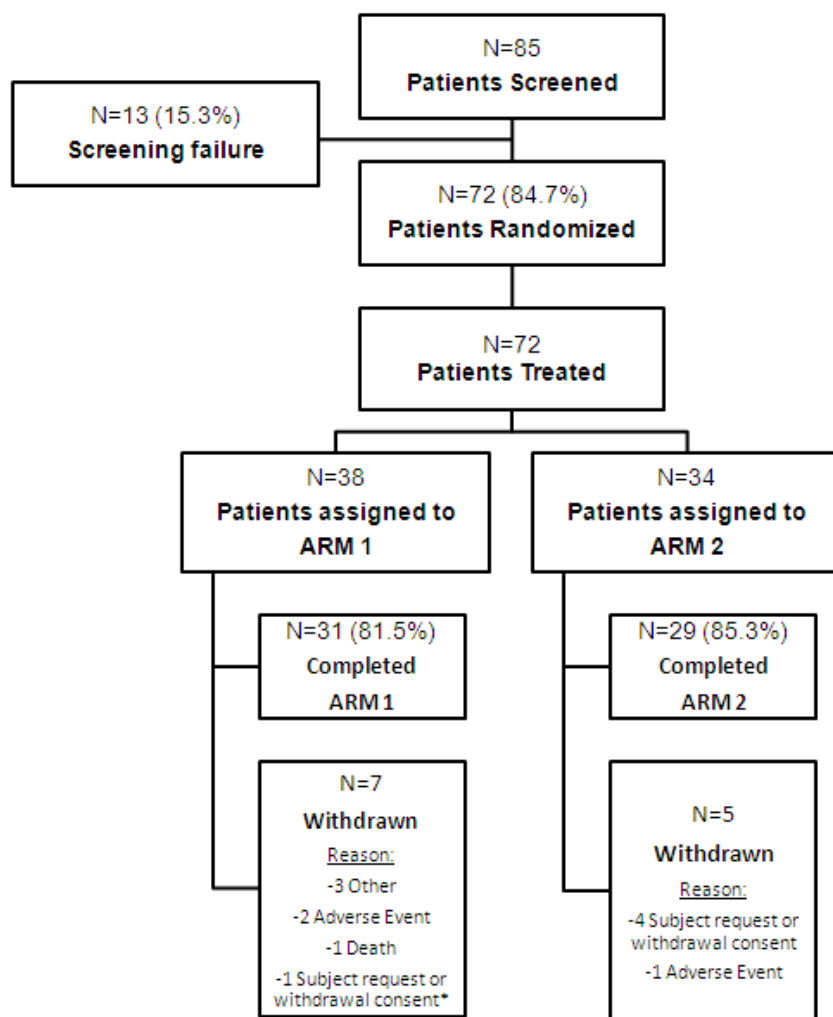 N=85
Patients Screened
N=13 (15.3%)
Screening failure
N=72 (84.7%)
Patients Randomized
N=72
Patients Treated
N=38
Patients assigned to
ARM 1
N=34
Patients assigned to
ARM 2
N=31 (81.5%)
Completed
ARM 1
N=29 (85.3%)
Completed
ARM 2
N=7
Withdrawn
Reason:
-3 Other
-2 Adverse Event
-1 Death
-1 Subject request or
withdrawal consent*
N=5
Withdrawn
Reason:
-4 Subject request or
withdrawal consent
-1 Adverse Event